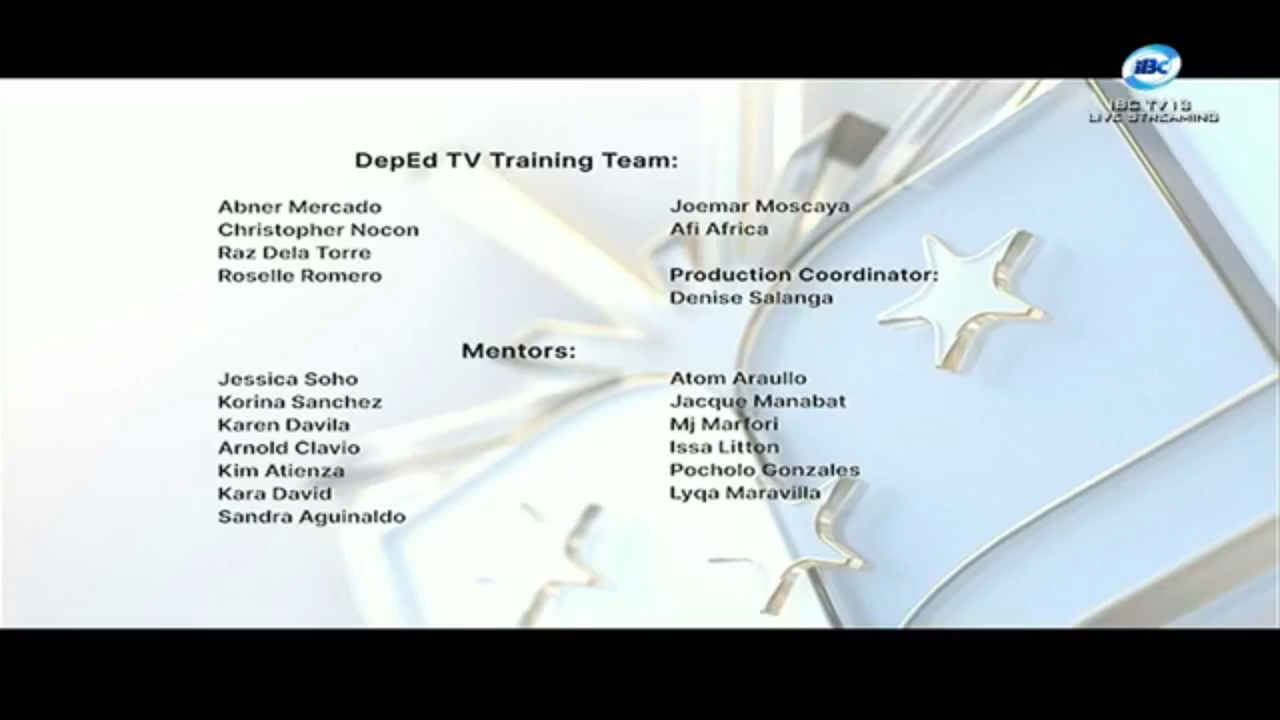 iBC
IBC TV13
LIVE STREAMING
DepEd TV Training Team:
Abner Mercado
Christopher Nocon
Raz Dela Torre
Roselle Romero
Joemar Moscaya
Afi Africa
Production Coordinator:
Denise Salanga
Mentors:
Jessica Soho
Korina Sanchez
Karen Davila
Arnold Clavio
Kim Atienza
Kara David
Sandra Aguinaldo
Atom Araullo
Jacque Manabat
Mj Marfori
Issa Litton
Pocholo Gonzales
Lyqa Maravilla